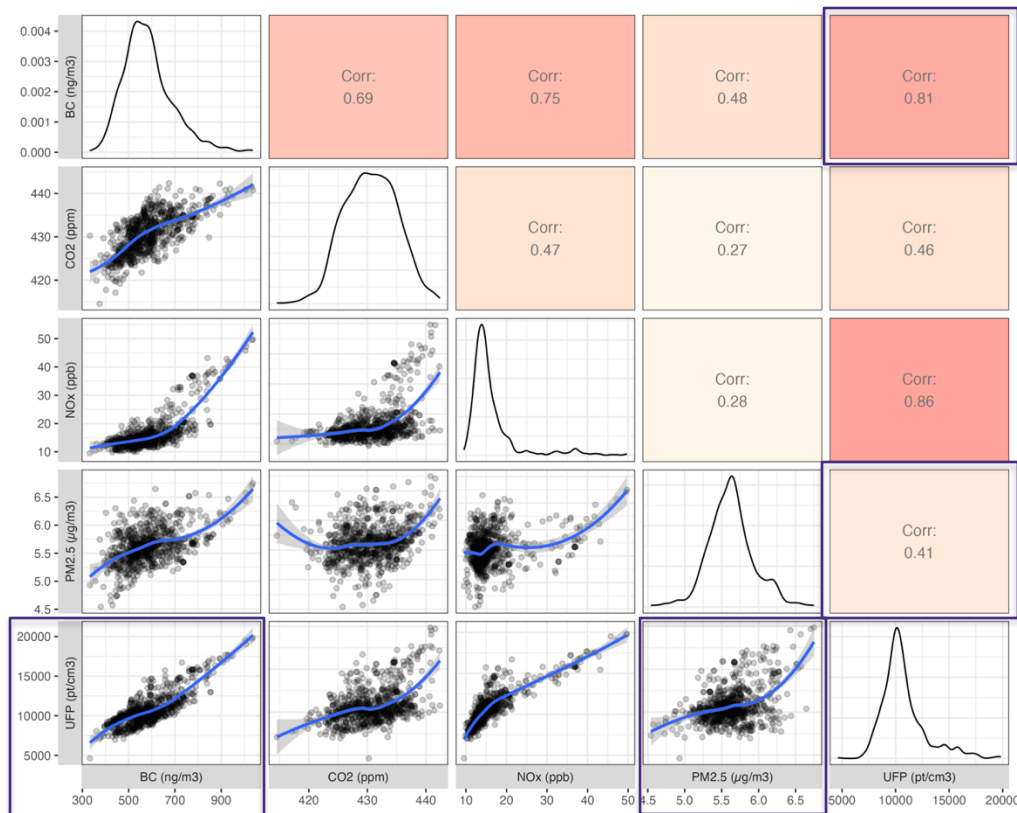 BC (ng/m3)
0.004
0.003
0.002
0.001
0.000
Corr:
0.69
Corr:
0.75
Corr:
0.48
Corr:
0.81
CO2 (ppm)
440
430
420
Corr:
0.47
Corr:
0.27
Corr:
0.46
NOx (ppb)
50
40
30
20
10
Corr:
0.28
Corr:
0.86
PM2.5 (µg/m3)
6.5
6.0
5.5
5.0
4.5
Corr:
0.41
UFP (pt/cm3)
20000
15000
10000
5000
BC (ng/m3)
CO2 (ppm)
NOx (ppb)
PM2.5 (µg/m3)
UFP (pt/cm3)
300 500 700 900
420 430 440
10 20 30 40 50
4.5 5.0 5.5 6.0 6.5
5000 10000 15000 20000